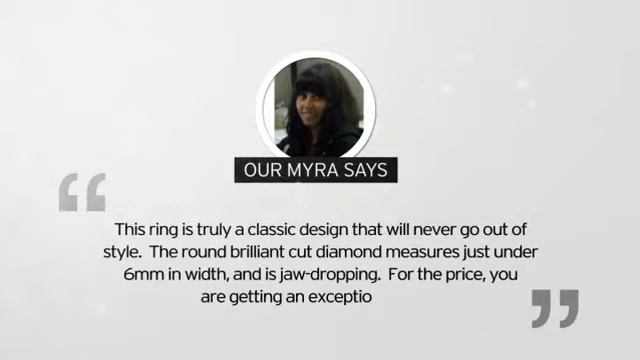 OUR MYRA SAYS
This ring is truly a classic design that will never go out of
style. The round brilliant cut diamond measures just under
6mm in width, and is jaw-dropping. For the price, you
are getting an exceptio